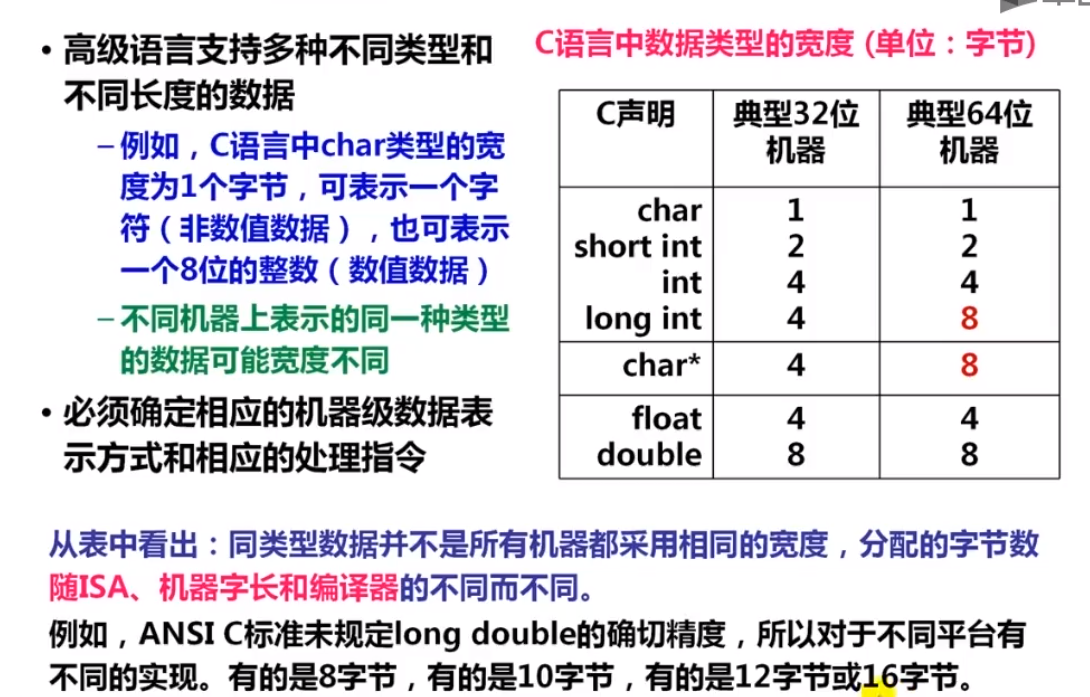 • 高级语言支持多种不同类型和
不同长度的数据
– 例如，C语言中char类型的宽
度为1个字节，可表示一个字
符（非数值数据），也可表示
一个8位的整数（数值数据）
– 不同机器上表示的同一种类型
的数据可能宽度不同
• 必须确定相应的机器级数据表
示方式和相应的处理指令
C语言中数据类型的宽度 (单位：字节)
C声明 典型32位 典型64位
机器 机器
char 1 1
short int 2 2
int 4 4
long int 4 8
char* 4 8
float 4 4
double 8 8
从表中看出：同类型数据并不是所有机器都采用相同的宽度，分配的字节数
随ISA、机器字长和编译器的不同而不同。
例如，ANSI C标准未规定long double的确切精度，所以对于不同平台有
不同的实现。有的是8字节，有的是10字节，有的是12字节或16字节。